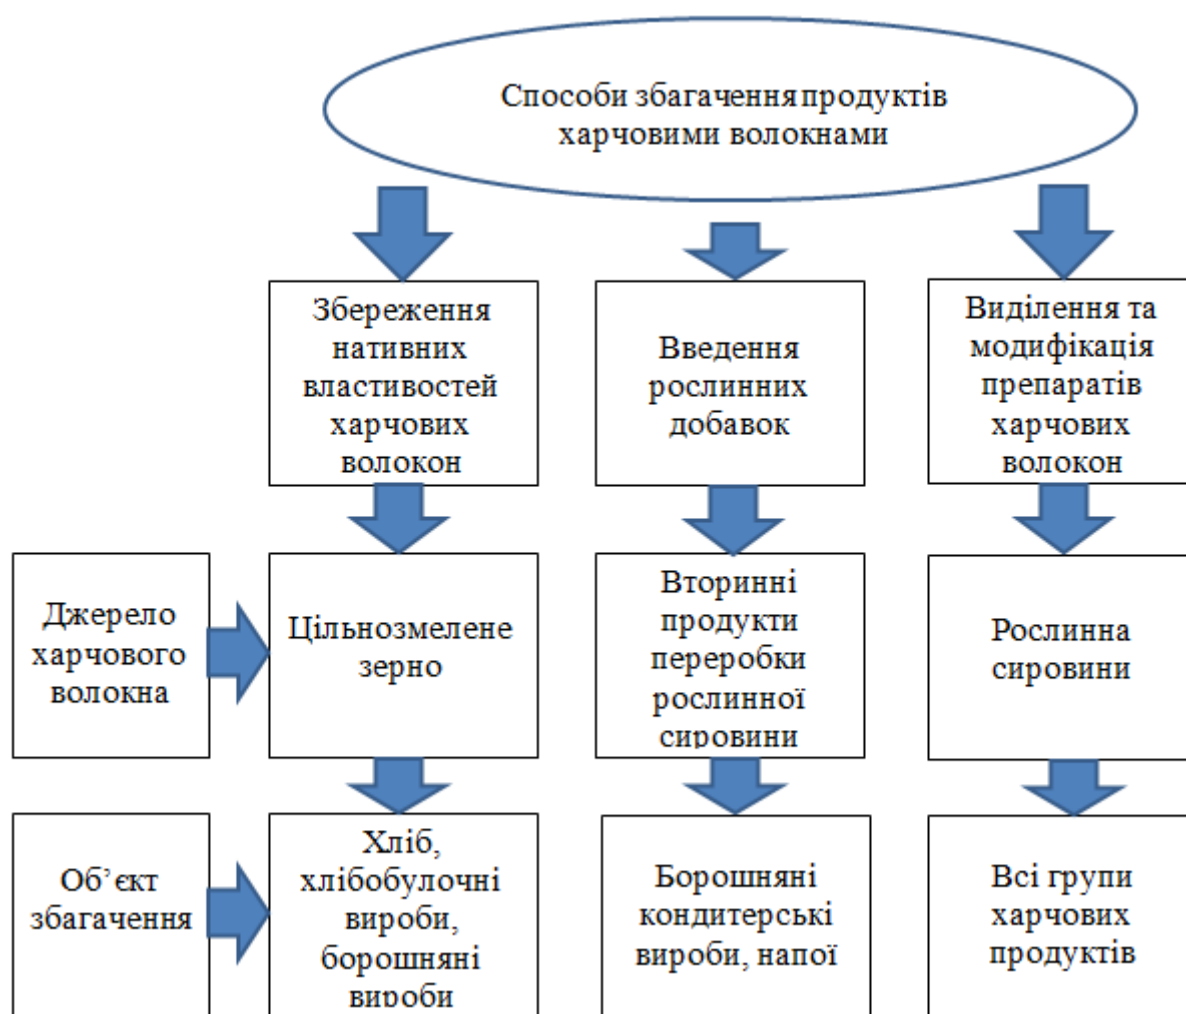 Способи збагачення продуктів
харчовими волокнами
Збереження
нативних
властивостей
харчових
волокон
Введення
рослинних
добавок
Виділення та
модифікація
препаратів
харчових
волокон
Джерело
харчового
волокна
Цільнозмелене
зерно
Вторинні
продукти
переробки
рослинної
сировини
Рослинна
сировини
Об’єкт
збагачення
Хліб,
хлібобулочні
вироби,
борошняні
вироби
Борошняні
кондитерські
вироби, напої
Всі групи
харчових
продуктів